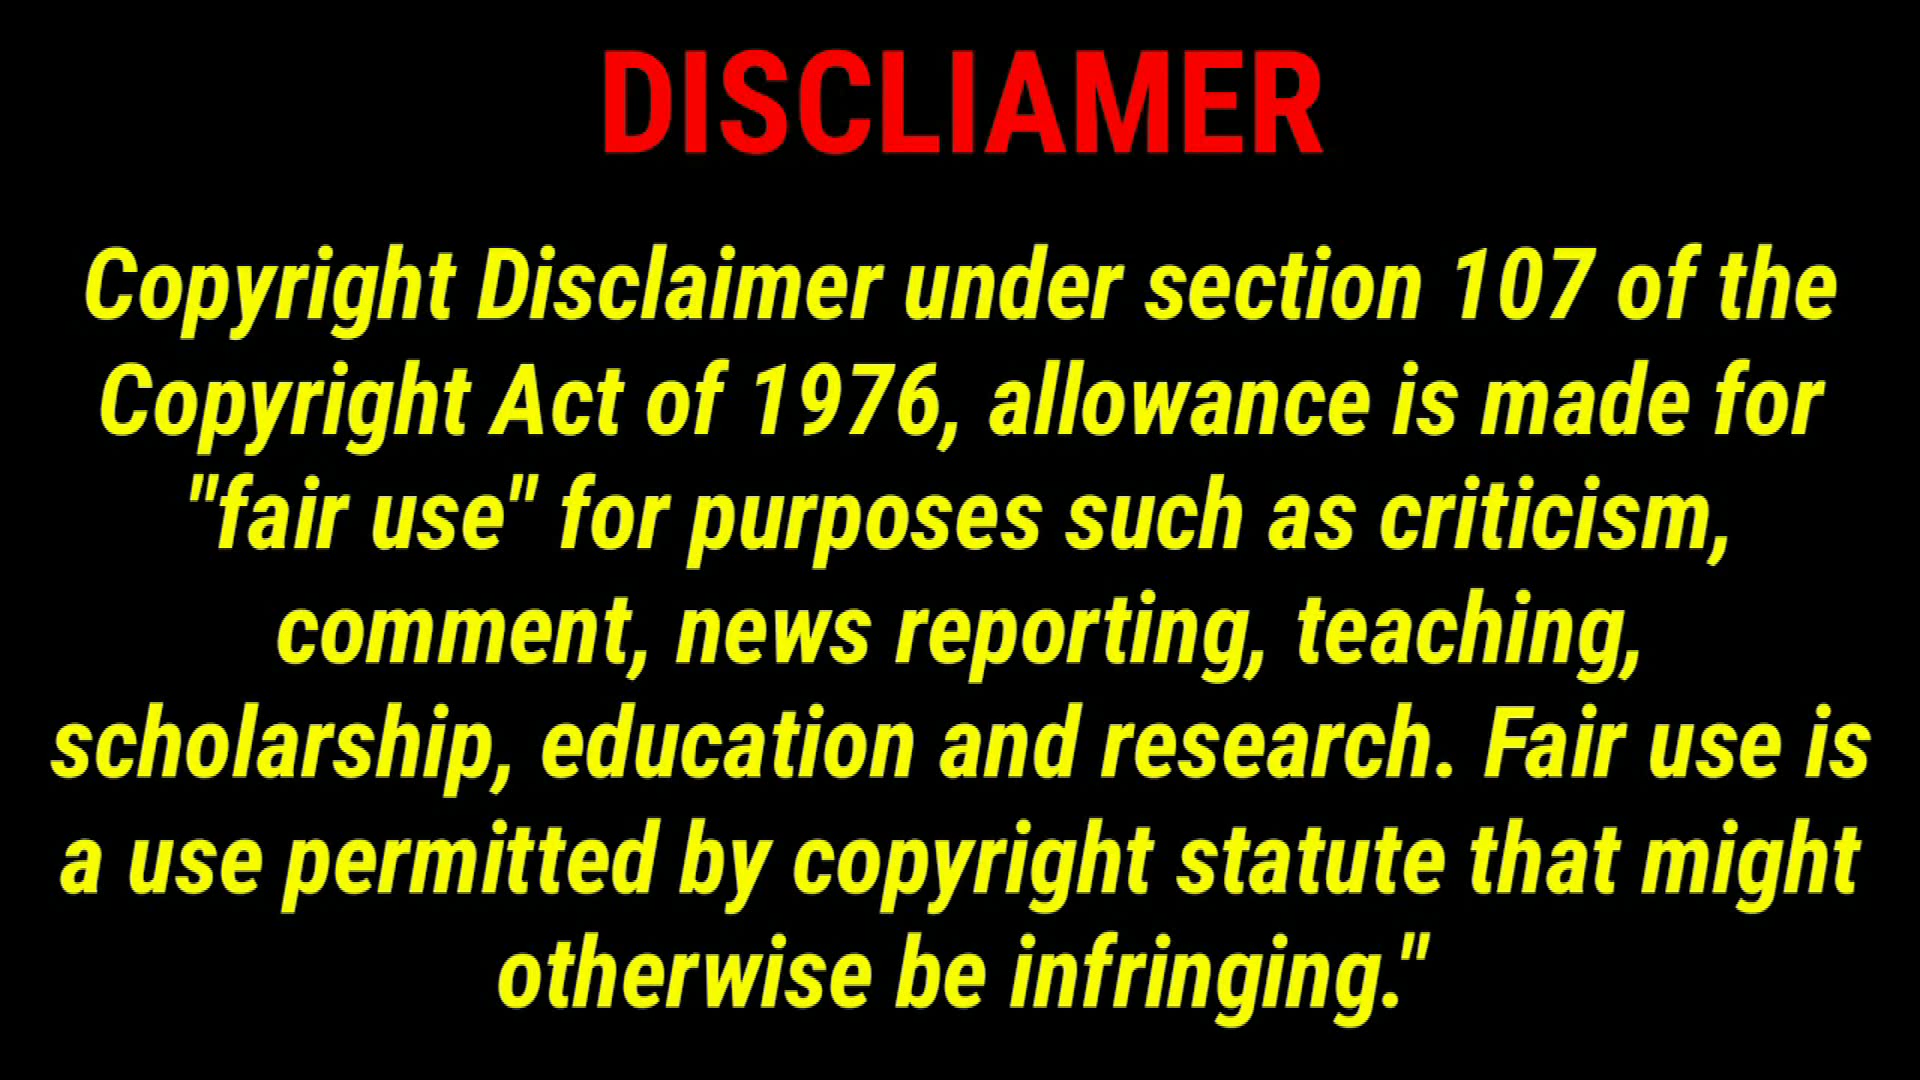 DISCLIAMER
Copyright Disclaimer under section 107 of the
Copyright Act of 1976, allowance is made for
"fair use" for purposes such as criticism,
comment, news reporting, teaching,
scholarship, education and research. Fair use is
a use permitted by copyright statute that might
otherwise be infringing."